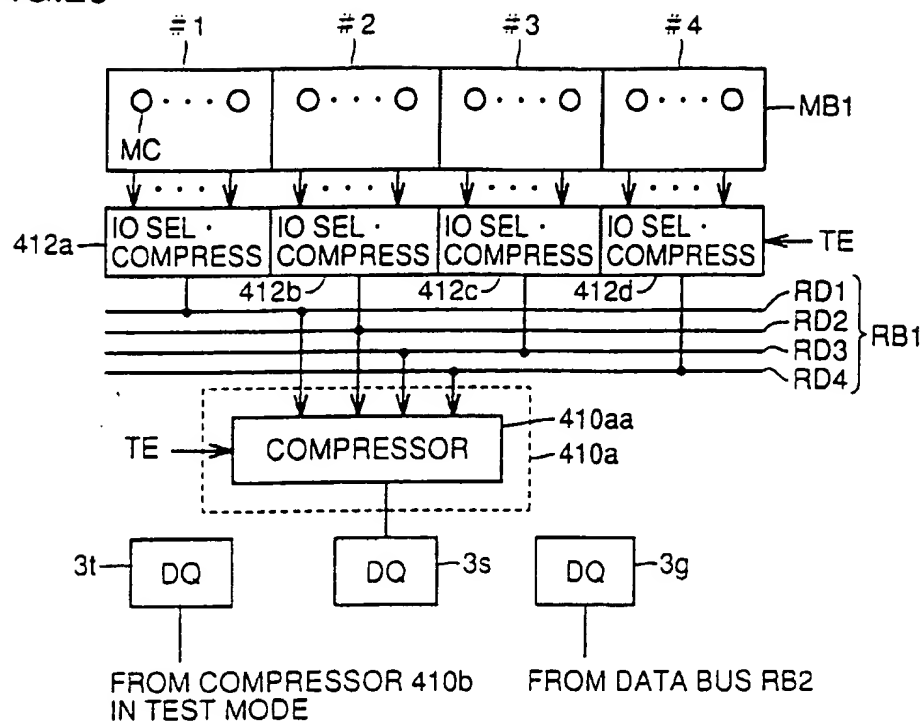 #1 #2 #3 #4
MB1
MC
IO SEL · COMPRESS
IO SEL · COMPRESS
IO SEL · COMPRESS
IO SEL · COMPRESS
TE
412a
412b 412c 412d
RD1
RD2
RD3
RD4
RB1
410aa
TE
COMPRESSOR
410a
3t
DQ
DQ
3s
DQ
3g
FROM COMPRESSOR 410b
IN TEST MODE
FROM DATA BUS RB2